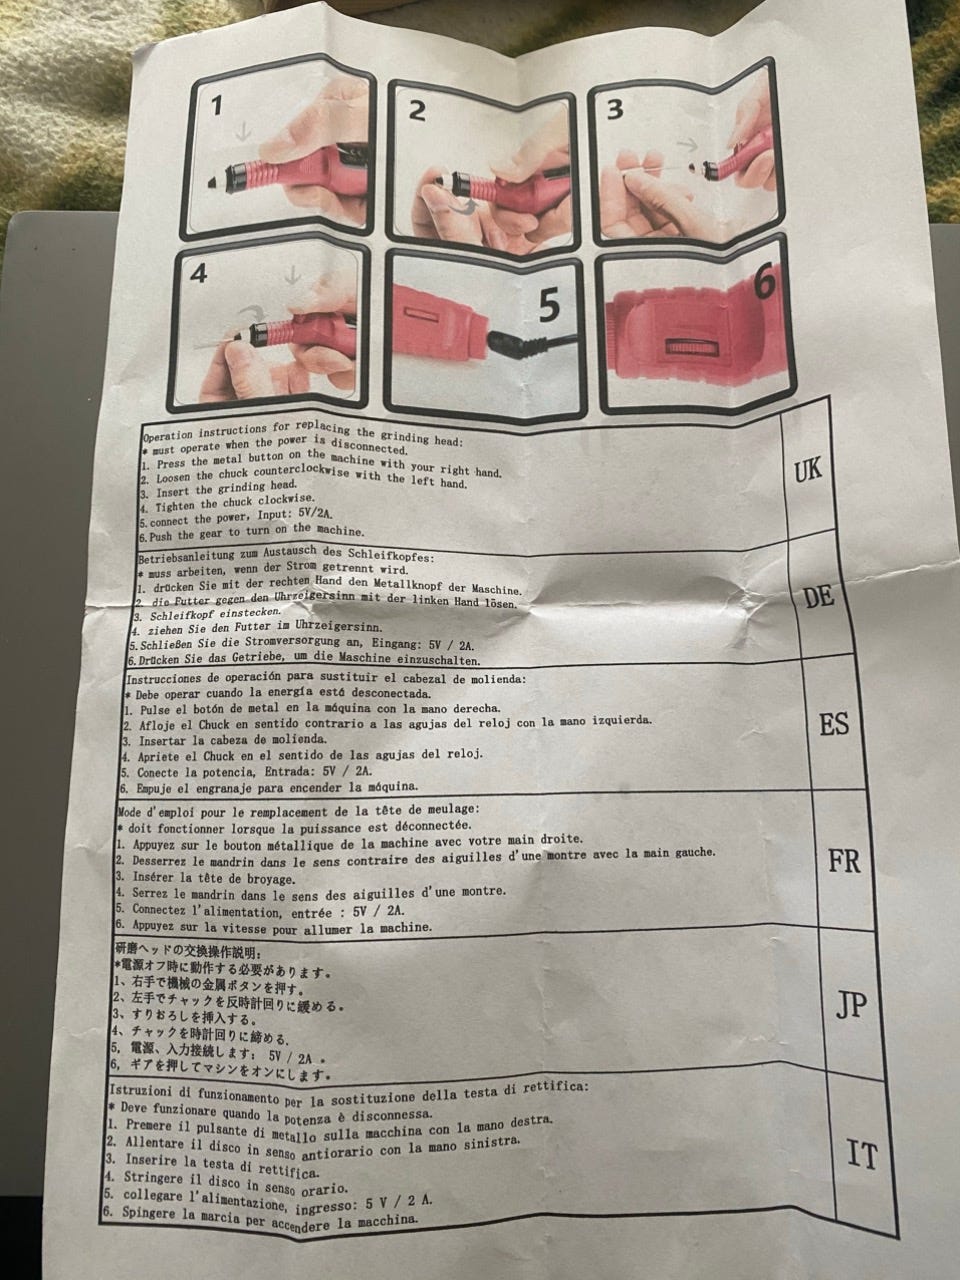 1
2
3
4
5
6
Operation instructions for replacing the grinding head:
* must operate when the power is disconnected.
1. Press the metal button on the machine with your right hand.
2. Loosen the chuck counterclockwise with the left hand.
3. Insert the grinding head.
4. Tighten the chuck clockwise.
5.connect the power, Input: 5V/2A.
6.Push the gear to turn on the machine.
UK
Betriebsanleitung zum Austausch des Schleifkopfes:
* muss arbeiten, wenn der Strom getrennt wird.
1. drücken Sie mit der rechten Hand den Metallknopf der Maschine.
2. die Futter gegen den Uhrzeigersinn mit der linken Hand lösen.
3. Schleifkopf einstecken.
4. ziehen Sie den Futter im Uhrzeigersinn.
5.Schließen Sie die Stromversorgung an, Eingang: 5V / 2A.
6.Drücken Sie das Getriebe, um die Maschine einzuschalten.
DE
Instrucciones de operación para sustituir el cabezal de molienda:
* Debe operar cuando la energía está desconectada.
1. Pulse el botón de metal en la máquina con la mano derecha.
2. Afloje el Chuck en sentido contrario a las agujas del reloj con la mano izquierda.
3. Insertar la cabeza de molienda.
4. Apriete el Chuck en el sentido de las agujas del reloj.
5. Conecte la potencia, Entrada: 5V / 2A.
6. Empuje el engranaje para encender la máquina.
ES
Mode d'emploi pour le remplacement de la tête de meulage:
* doit fonctionner lorsque la puissance est déconnectée.
1. Appuyez sur le bouton métallique de la machine avec votre main droite.
2. Desserrez le mandrin dans le sens contraire des aiguilles d'une montre avec la main gauche.
3. Insérer la tête de broyage.
4. Serrez le mandrin dans le sens des aiguilles d'une montre.
5. Connectez l'alimentation, entrée : 5V / 2A.
6. Appuyez sur la vitesse pour allumer la machine.
FR
研磨ヘッドの交換操作説明:
*電源オフ時に動作する必要があります。
1、右手で機械の金属ボタンを押す。
2、左手でチャックを反時計回りに緩める。
3、すりおろしを挿入する。
4、チャックを時計回りに締める.
5, 電源、入力接続します: 5V / 2A 。
6, ギアを押してマシンをオンにします。
JP
Istruzioni di funzionamento per la sostituzione della testa di rettifica:
* Deve funzionare quando la potenza è disconnessa.
1. Premere il pulsante di metallo sulla macchina con la mano destra.
2. Allentare il disco in senso antiorario con la mano sinistra.
3. Inserire la testa di rettifica.
4. Stringere il disco in senso orario.
5. collegare l'alimentazione, ingresso: 5 V / 2 A.
6. Spingere la marcia per accendere la macchina.
IT